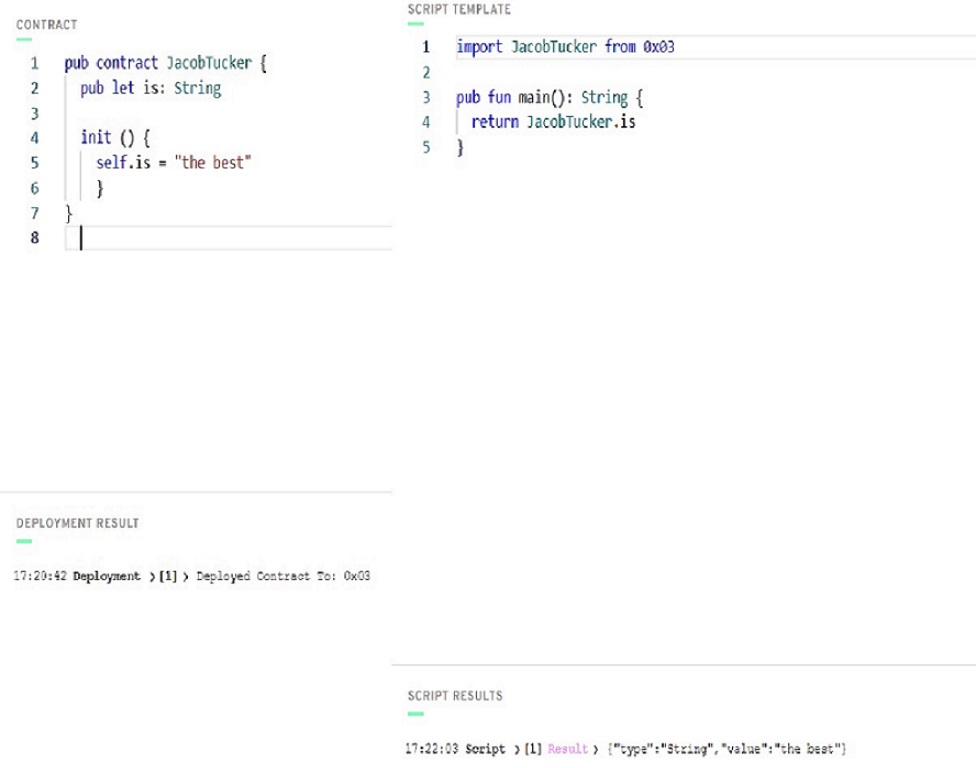 CONTRACT
1 pub contract JacobTucker {
2 pub let is: String
3
4 init () {
5 self.is = "the best"
6 }
7 }
8
DEPLOYMENT RESULT
17:20:42 Deployment ❯ [1] ❯ Deployed Contract To: 0x03
SCRIPT TEMPLATE
1 import JacobTucker from 0x03
2
3 pub fun main(): String {
4 return JacobTucker.is
5 }
SCRIPT RESULTS
17:22:03 Script ❯ [1] Result ❯ {"type":"String","value":"the best"}